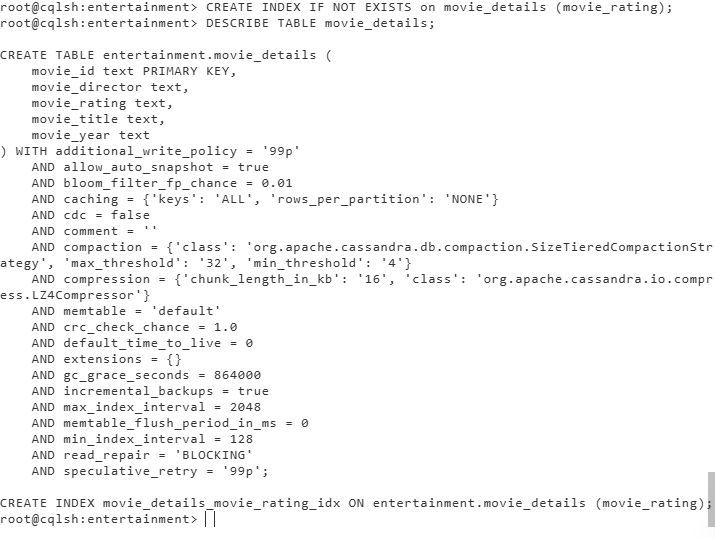 root@cqlsh:entertainment> CREATE INDEX IF NOT EXISTS on movie_details (movie_rating);
root@cqlsh:entertainment> DESCRIBE TABLE movie_details;
CREATE TABLE entertainment.movie_details (
    movie_id text PRIMARY KEY,
    movie_director text,
    movie_rating text,
    movie_title text,
    movie_year text
) WITH additional_write_policy = '99p'
    AND allow_auto_snapshot = true
    AND bloom_filter_fp_chance = 0.01
    AND caching = {'keys': 'ALL', 'rows_per_partition': 'NONE'}
    AND cdc = false
    AND comment = ''
    AND compaction = {'class': 'org.apache.cassandra.db.compaction.SizeTieredCompactionStr
ategy', 'max_threshold': '32', 'min_threshold': '4'}
    AND compression = {'chunk_length_in_kb': '16', 'class': 'org.apache.cassandra.io.compr
ess.LZ4Compressor'}
    AND memtable = 'default'
    AND crc_check_chance = 1.0
    AND default_time_to_live = 0
    AND extensions = {}
    AND gc_grace_seconds = 864000
    AND incremental_backups = true
    AND max_index_interval = 2048
    AND memtable_flush_period_in_ms = 0
    AND min_index_interval = 128
    AND read_repair = 'BLOCKING'
    AND speculative_retry = '99p';
CREATE INDEX movie_details_movie_rating_idx ON entertainment.movie_details (movie_rating);
root@cqlsh:entertainment>